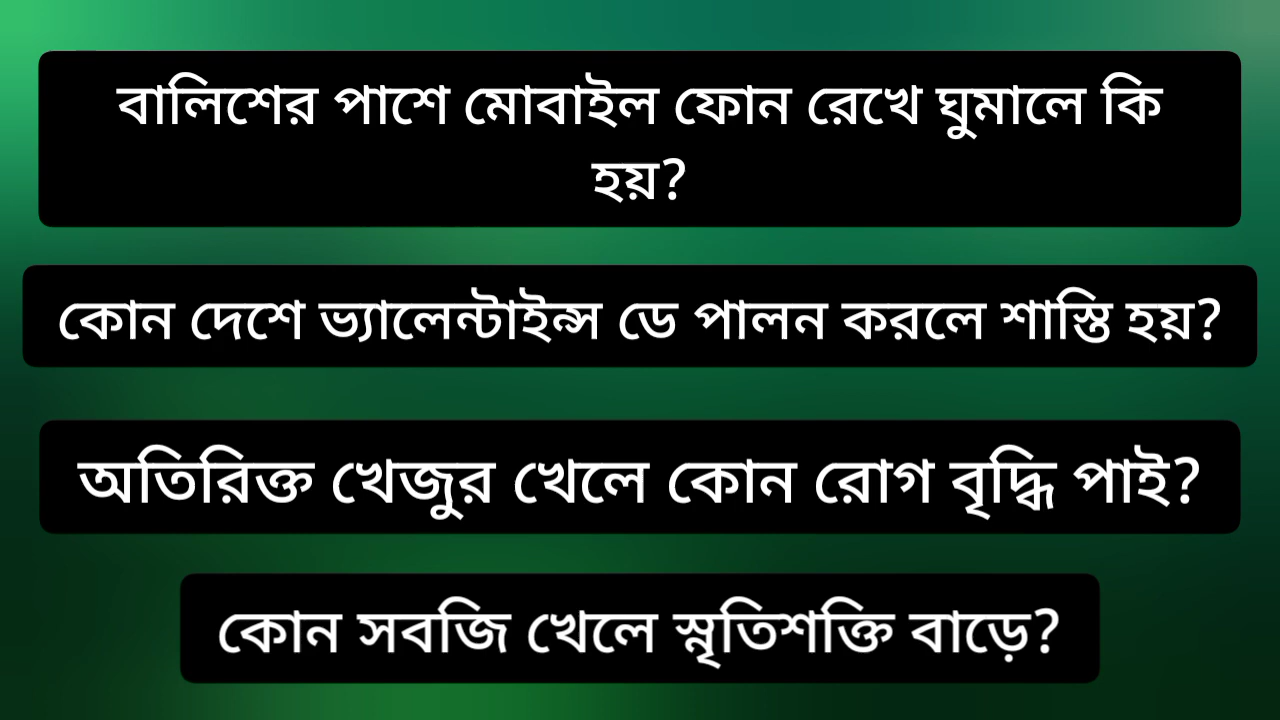 বালিশের পাশে মোবাইল ফোন রেখে ঘুমালে কি
হয়?
কোন দেশে ভ্যালেন্টাইন্স ডে পালন করলে শাস্তি হয়?
অতিরিক্ত খেজুর খেলে কোন রোগ বৃদ্ধি পাই?
কোন সবজি খেলে স্নৃতিশক্তি বাড়ে?